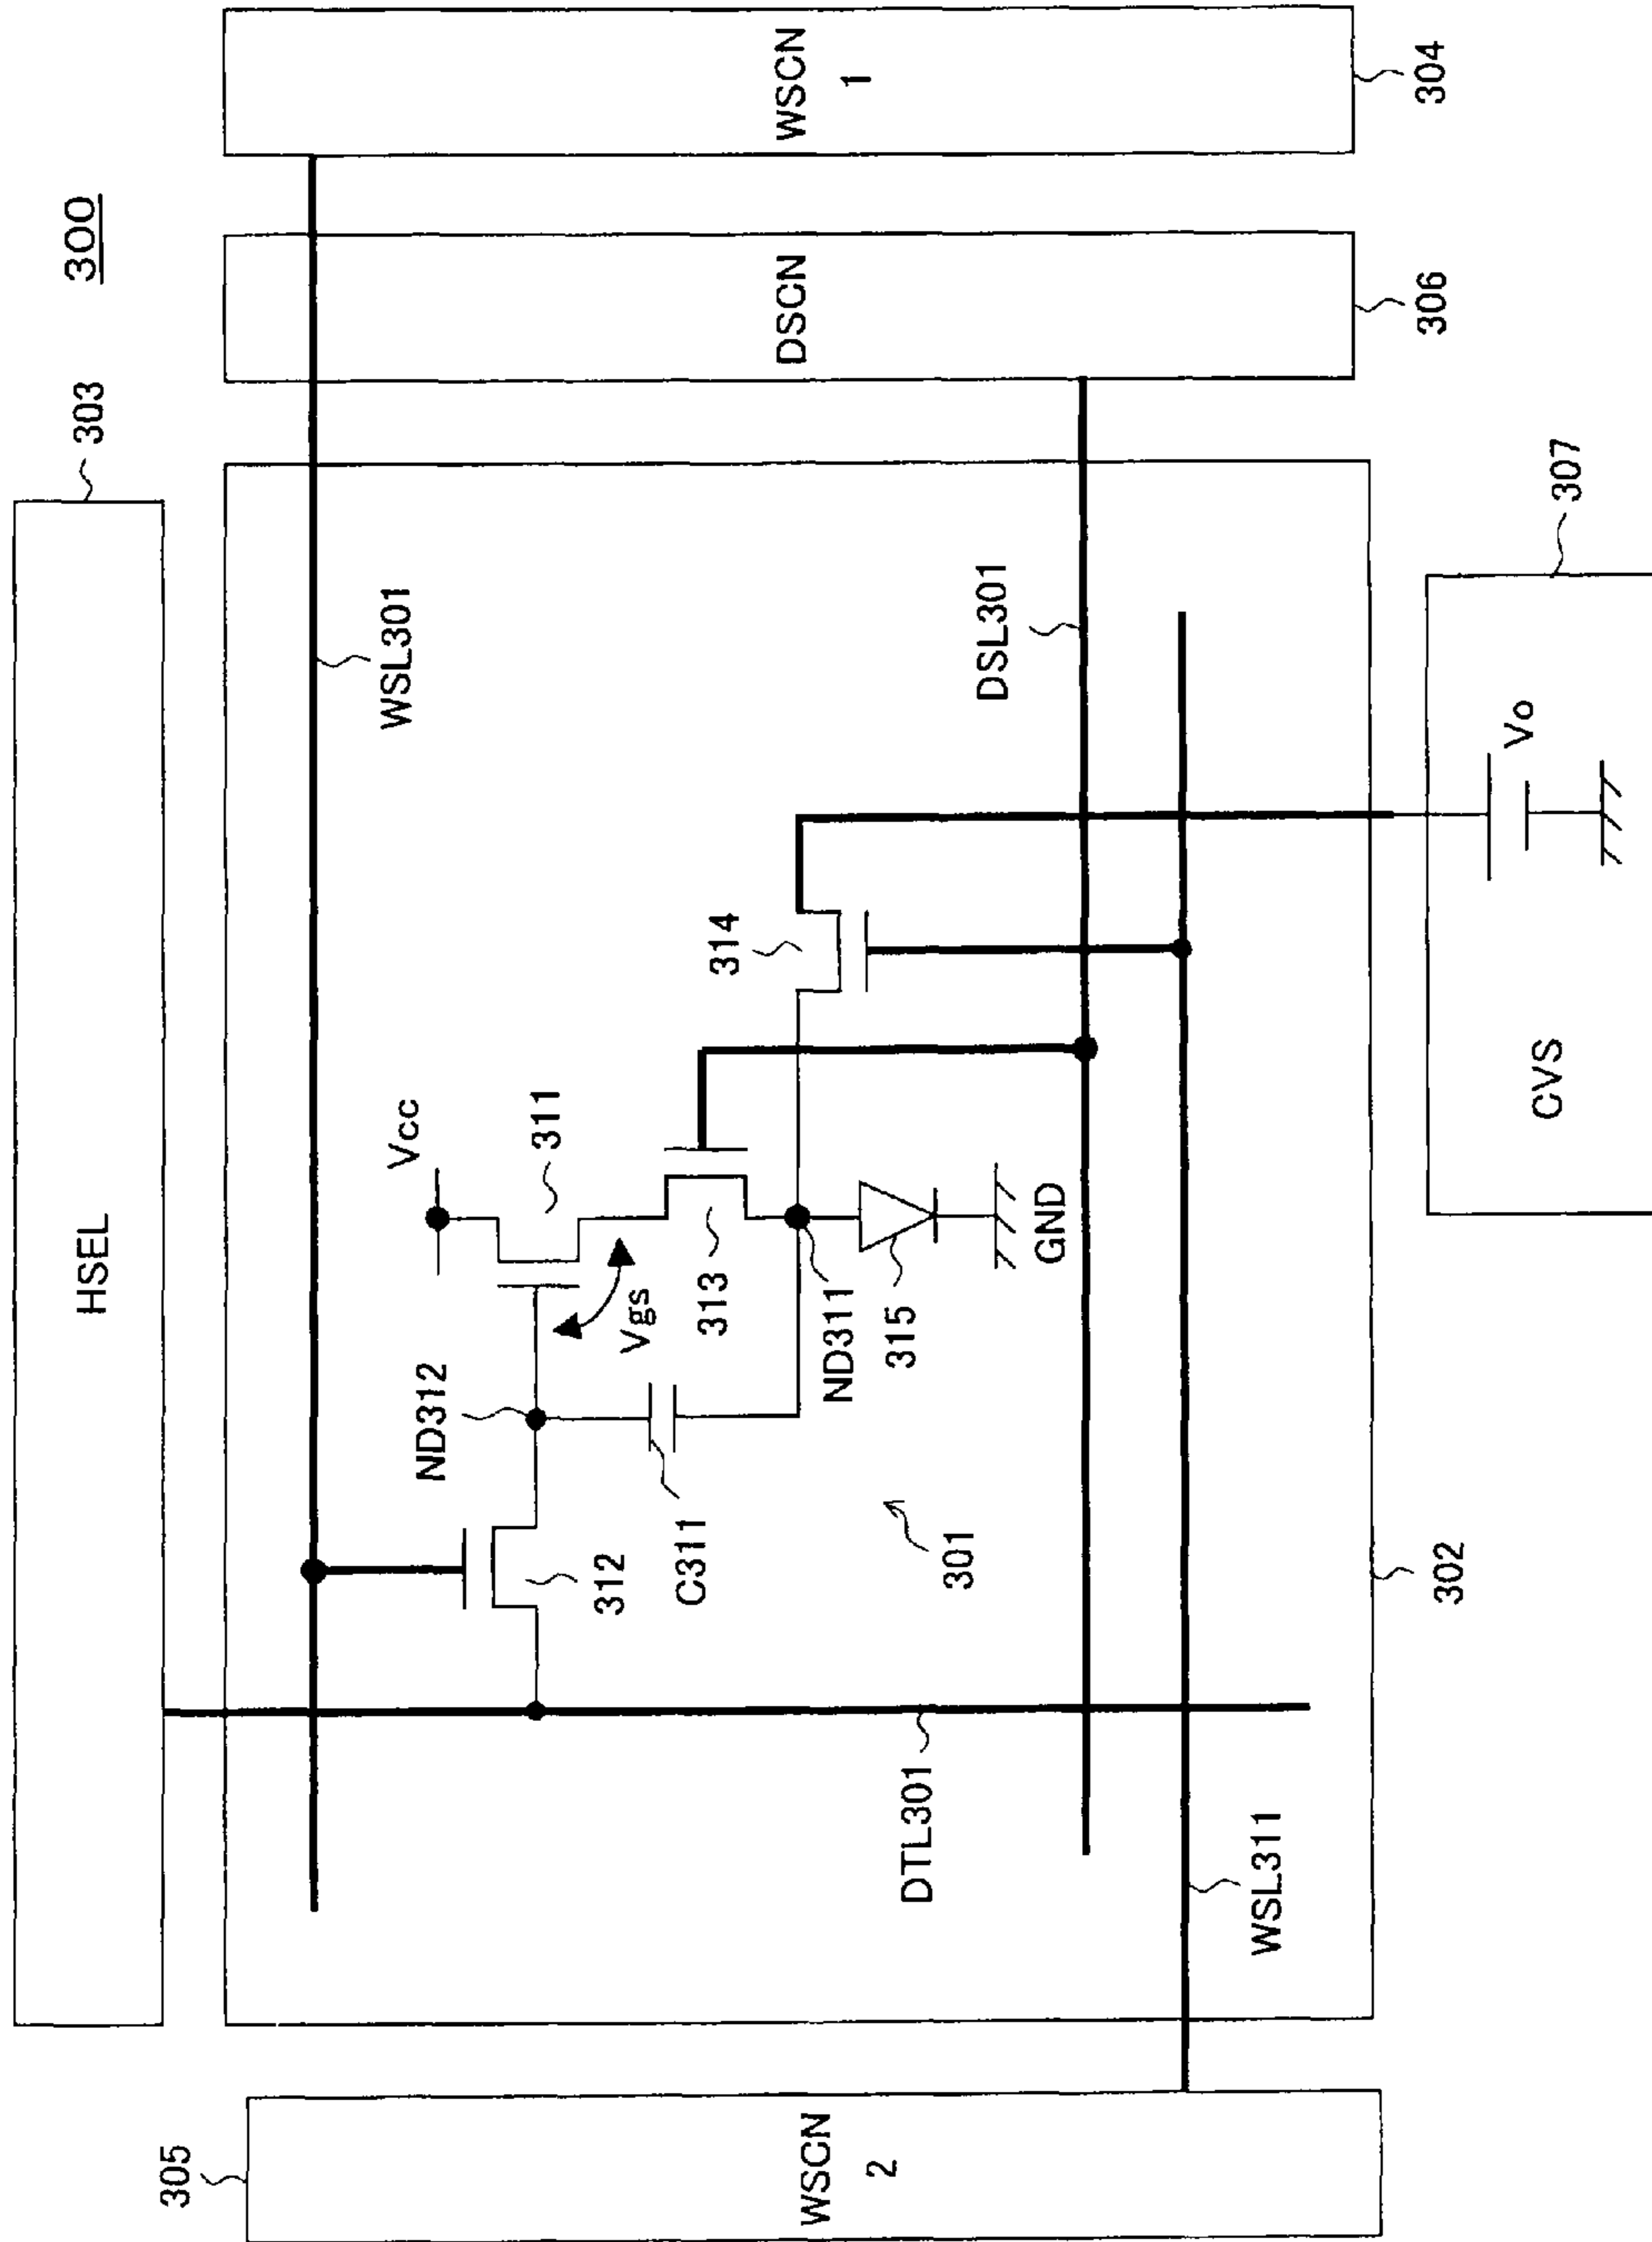 300
303
HSEL
305
WSCN
2
WSCN
1
304
DSCN
306
WSL301
Vcc
311
ND312
Vgs
312
C311
313
314
DSL301
ND311
315
GND
301
DTL301
WSL311
302
307
CVS
Vo